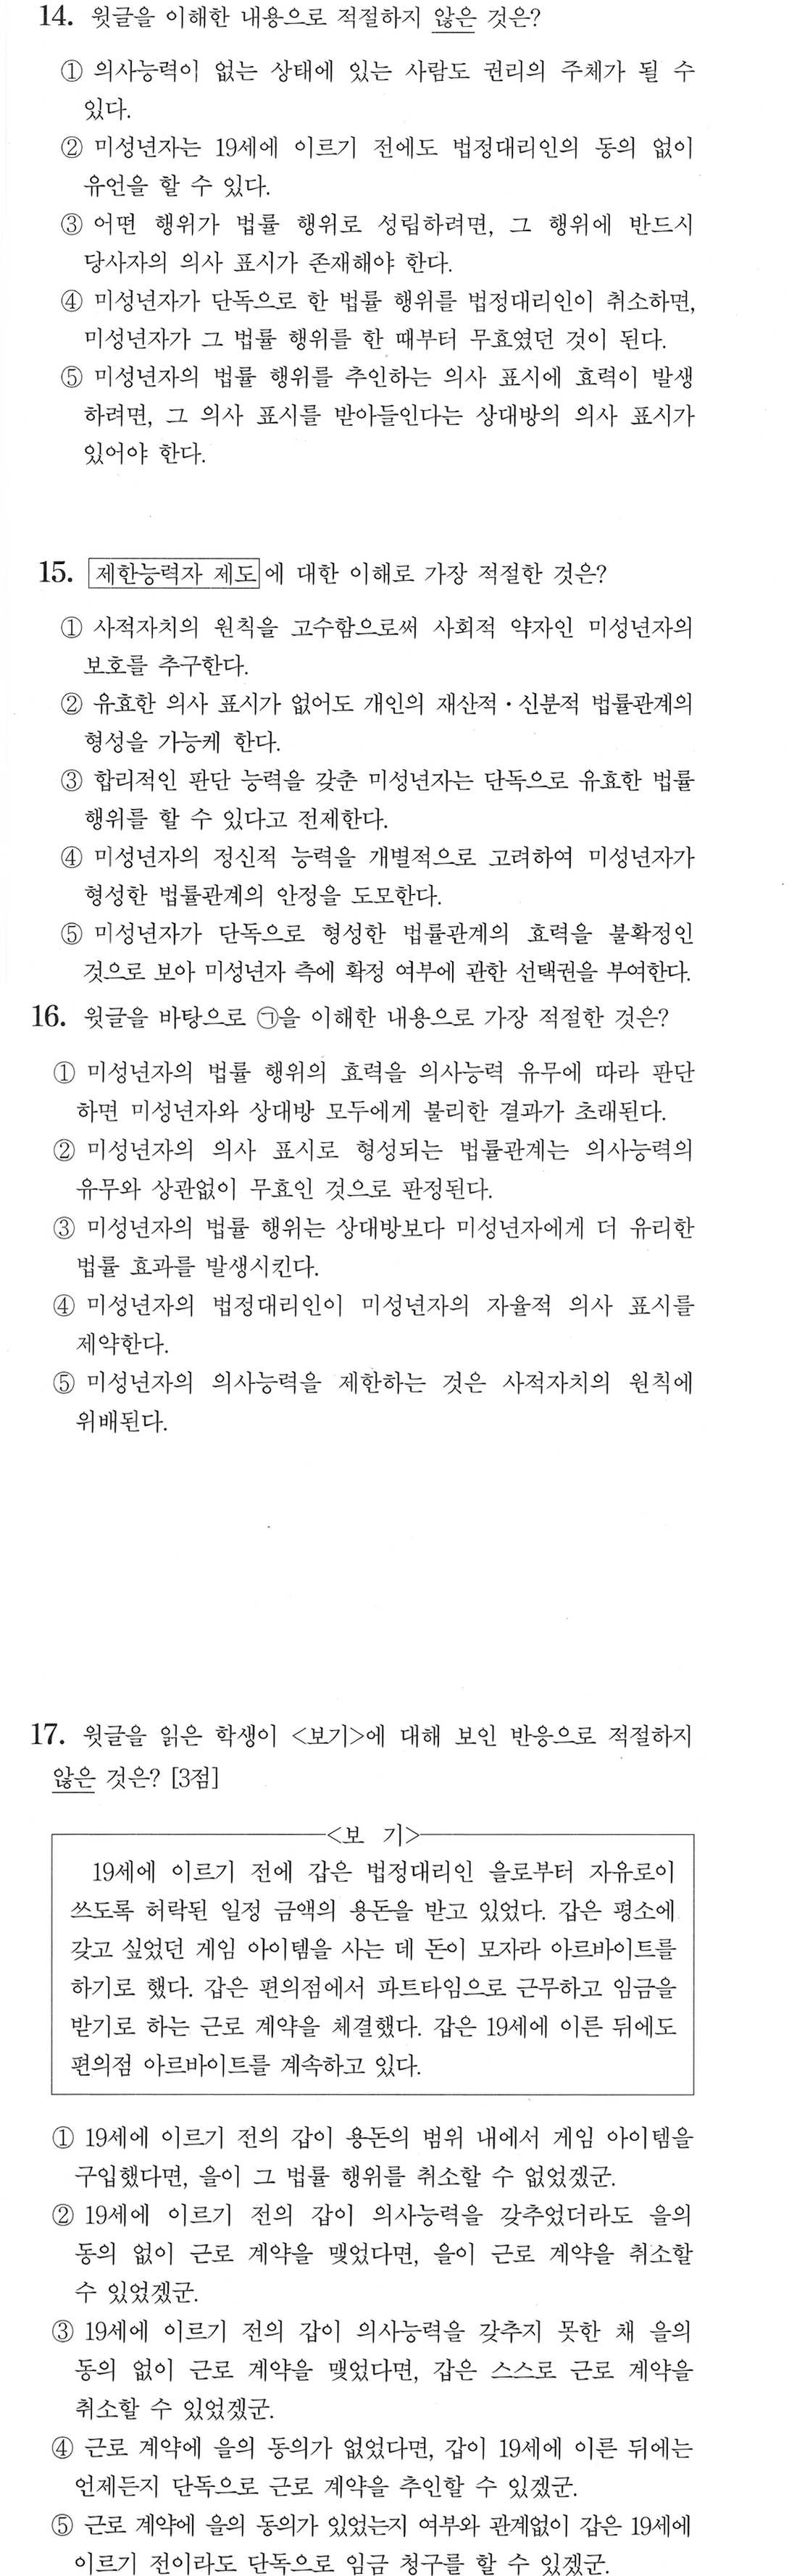 14. 윗글을 이해한 내용으로 적절하지 않은 것은?
① 의사능력이 없는 상태에 있는 사람도 권리의 주체가 될 수
있다.
② 미성년자는 19세에 이르기 전에도 법정대리인의 동의 없이
유언을 할 수 있다.
③ 어떤 행위가 법률 행위로 성립하려면, 그 행위에 반드시
당사자의 의사 표시가 존재해야 한다.
④ 미성년자가 단독으로 한 법률 행위를 법정대리인이 취소하면,
미성년자가 그 법률 행위를 한 때부터 무효였던 것이 된다.
⑤ 미성년자의 법률 행위를 추인하는 의사 표시에 효력이 발생
하려면, 그 의사 표시를 받아들인다는 상대방의 의사 표시가
있어야 한다.
15. 제한능력자 제도에 대한 이해로 가장 적절한 것은?
① 사적자치의 원칙을 고수함으로써 사회적 약자인 미성년자의
보호를 추구한다.
② 유효한 의사 표시가 없어도 개인의 재산적·신분적 법률관계의
형성을 가능케 한다.
③ 합리적인 판단 능력을 갖춘 미성년자는 단독으로 유효한 법률
행위를 할 수 있다고 전제한다.
④ 미성년자의 정신적 능력을 개별적으로 고려하여 미성년자가
형성한 법률관계의 안정을 도모한다.
⑤ 미성년자가 단독으로 형성한 법률관계의 효력을 불확정인
것으로 보아 미성년자 측에 확정 여부에 관한 선택권을 부여한다.
16. 윗글을 바탕으로 ㉠을 이해한 내용으로 가장 적절한 것은?
① 미성년자의 법률 행위의 효력을 의사능력 유무에 따라 판단
하면 미성년자와 상대방 모두에게 불리한 결과가 초래된다.
② 미성년자의 의사 표시로 형성되는 법률관계는 의사능력의
유무와 상관없이 무효인 것으로 판정된다.
③ 미성년자의 법률 행위는 상대방보다 미성년자에게 더 유리한
법률 효과를 발생시킨다.
④ 미성년자의 법정대리인이 미성년자의 자율적 의사 표시를
제약한다.
⑤ 미성년자의 의사능력을 제한하는 것은 사적자치의 원칙에
위배된다.
17. 윗글을 읽은 학생이 <보기>에 대해 보인 반응으로 적절하지
않은 것은? [3점]
<보 기>
19세에 이르기 전에 갑은 법정대리인 을로부터 자유로이
쓰도록 허락된 일정 금액의 용돈을 받고 있었다. 갑은 평소에
갖고 싶었던 게임 아이템을 사는 데 돈이 모자라 아르바이트를
하기로 했다. 갑은 편의점에서 파트타임으로 근무하고 임금을
받기로 하는 근로 계약을 체결했다. 갑은 19세에 이른 뒤에도
편의점 아르바이트를 계속하고 있다.
① 19세에 이르기 전의 갑이 용돈의 범위 내에서 게임 아이템을
구입했다면, 을이 그 법률 행위를 취소할 수 없었겠군.
② 19세에 이르기 전의 갑이 의사능력을 갖추었더라도 을의
동의 없이 근로 계약을 맺었다면, 을이 근로 계약을 취소할
수 있었겠군.
③ 19세에 이르기 전의 갑이 의사능력을 갖추지 못한 채 을의
동의 없이 근로 계약을 맺었다면, 갑은 스스로 근로 계약을
취소할 수 있었겠군.
④ 근로 계약에 을의 동의가 없었다면, 갑이 19세에 이른 뒤에는
언제든지 단독으로 근로 계약을 추인할 수 있겠군.
⑤ 근로 계약에 을의 동의가 있었는지 여부와 관계없이 갑은 19세에
이르기 전이라도 단독으로 임금 청구를 할 수 있겠군.